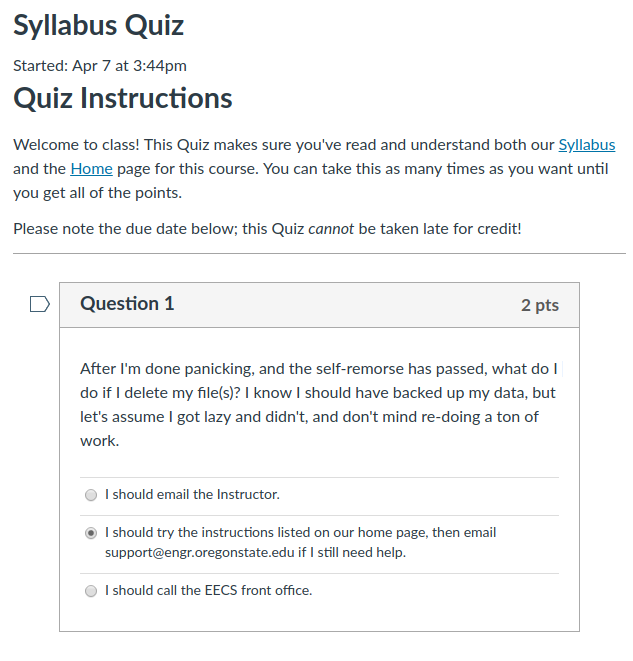 Syllabus Quiz
Started: Apr 7 at 3:44pm
Quiz Instructions
Welcome to class! This Quiz makes sure you've read and understand both our Syllabus
and the Home page for this course. You can take this as many times as you want until
you get all of the points.
Please note the due date below; this Quiz cannot be taken late for credit!
Question 1
2 pts
After I'm done panicking, and the self-remorse has passed, what do I
do if I delete my file(s)? I know I should have backed up my data, but
let's assume I got lazy and didn't, and don't mind re-doing a ton of
work.
I should email the Instructor.
I should try the instructions listed on our home page, then email
support@engr.oregonstate.edu if I still need help.
I should call the EECS front office.